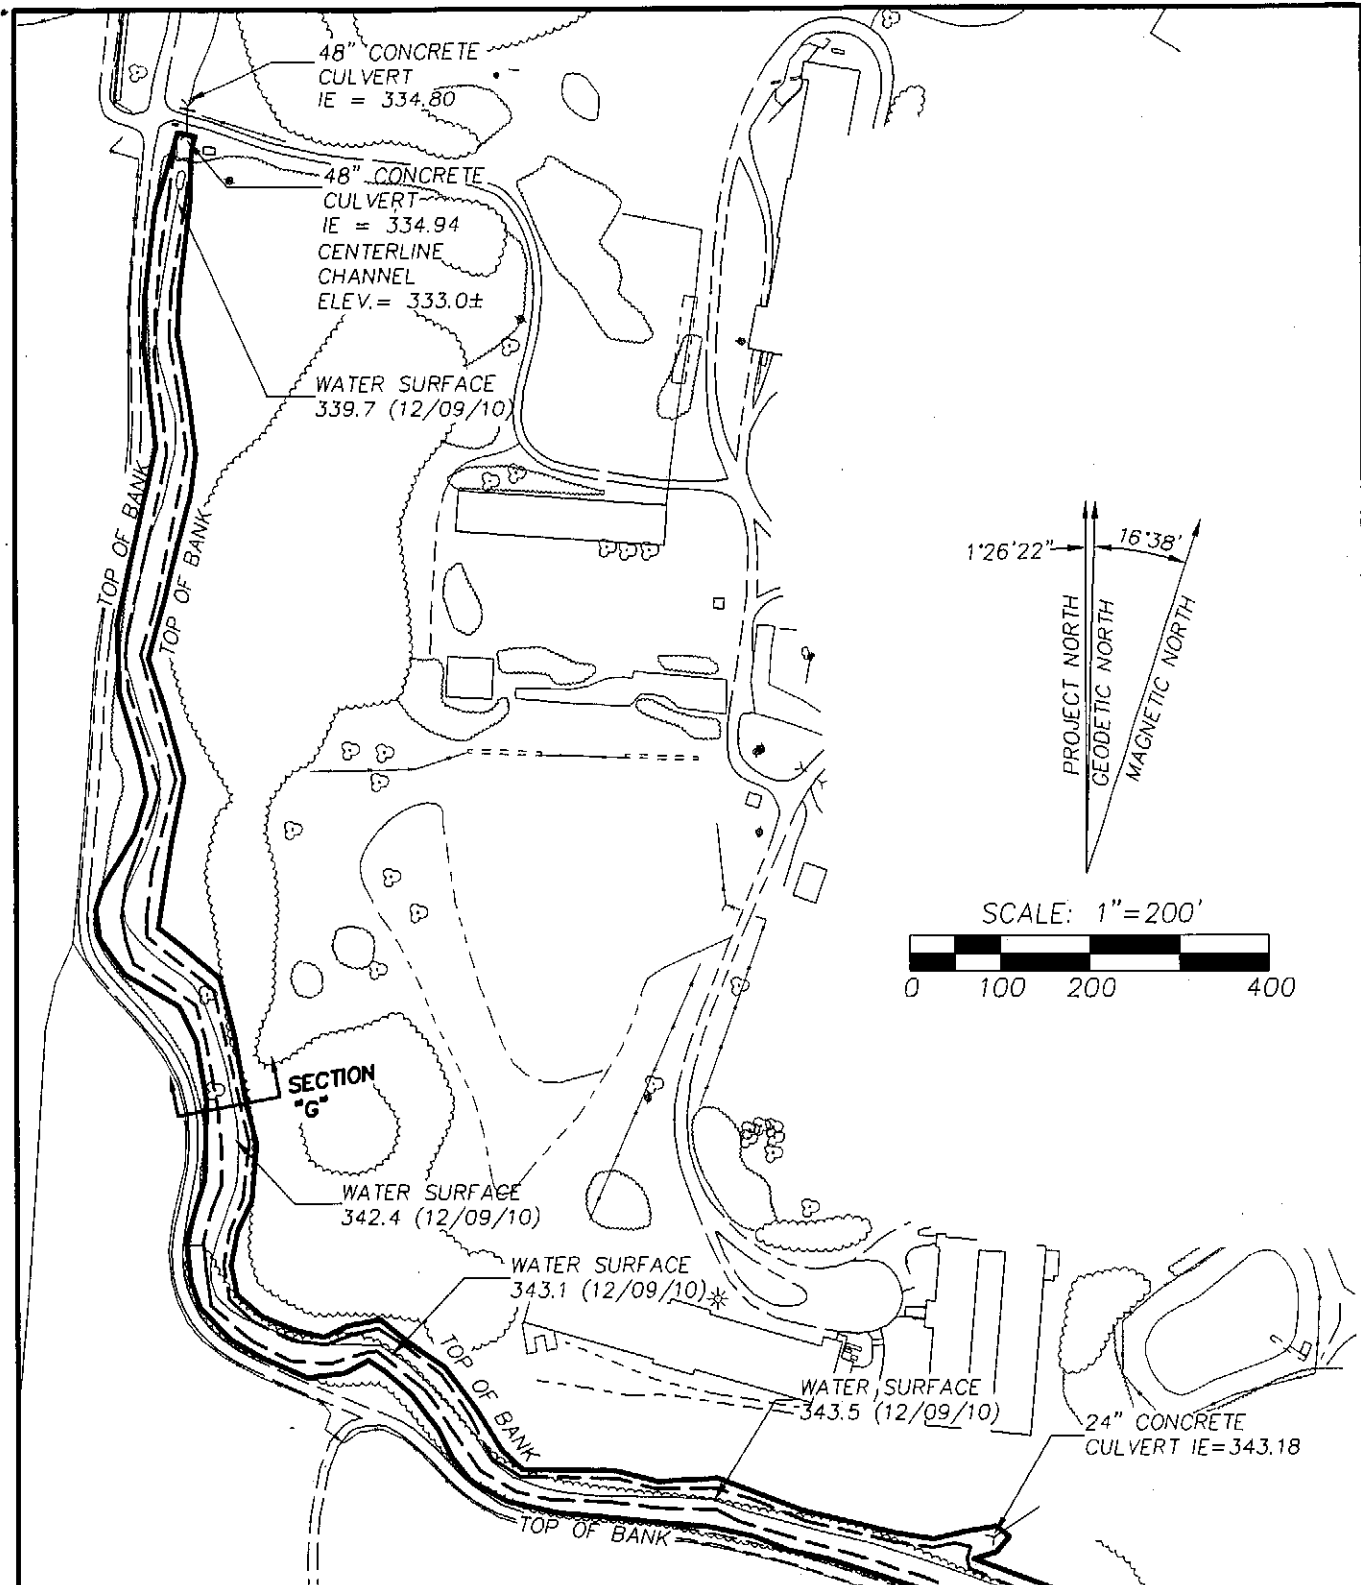 48" CONCRETE
CULVERT
IE = 334.80
48" CONCRETE
CULVERT
IE = 334.94
CENTERLINE
CHANNEL
ELEV.= 333.0±
WATER SURFACE
339.7 (12/09/10)
TOP OF BANK
TOP OF BANK
1°26'22"
16°38'
PROJECT NORTH
GEODETIC NORTH
MAGNETIC NORTH
SCALE: 1"=200'
0 100 200 400
SECTION
"G"
WATER SURFACE
342.4 (12/09/10)
WATER SURFACE
343.1 (12/09/10)
TOP OF BANK
WATER SURFACE
343.5 (12/09/10)
24" CONCRETE
CULVERT IE=343.18
TOP OF BANK